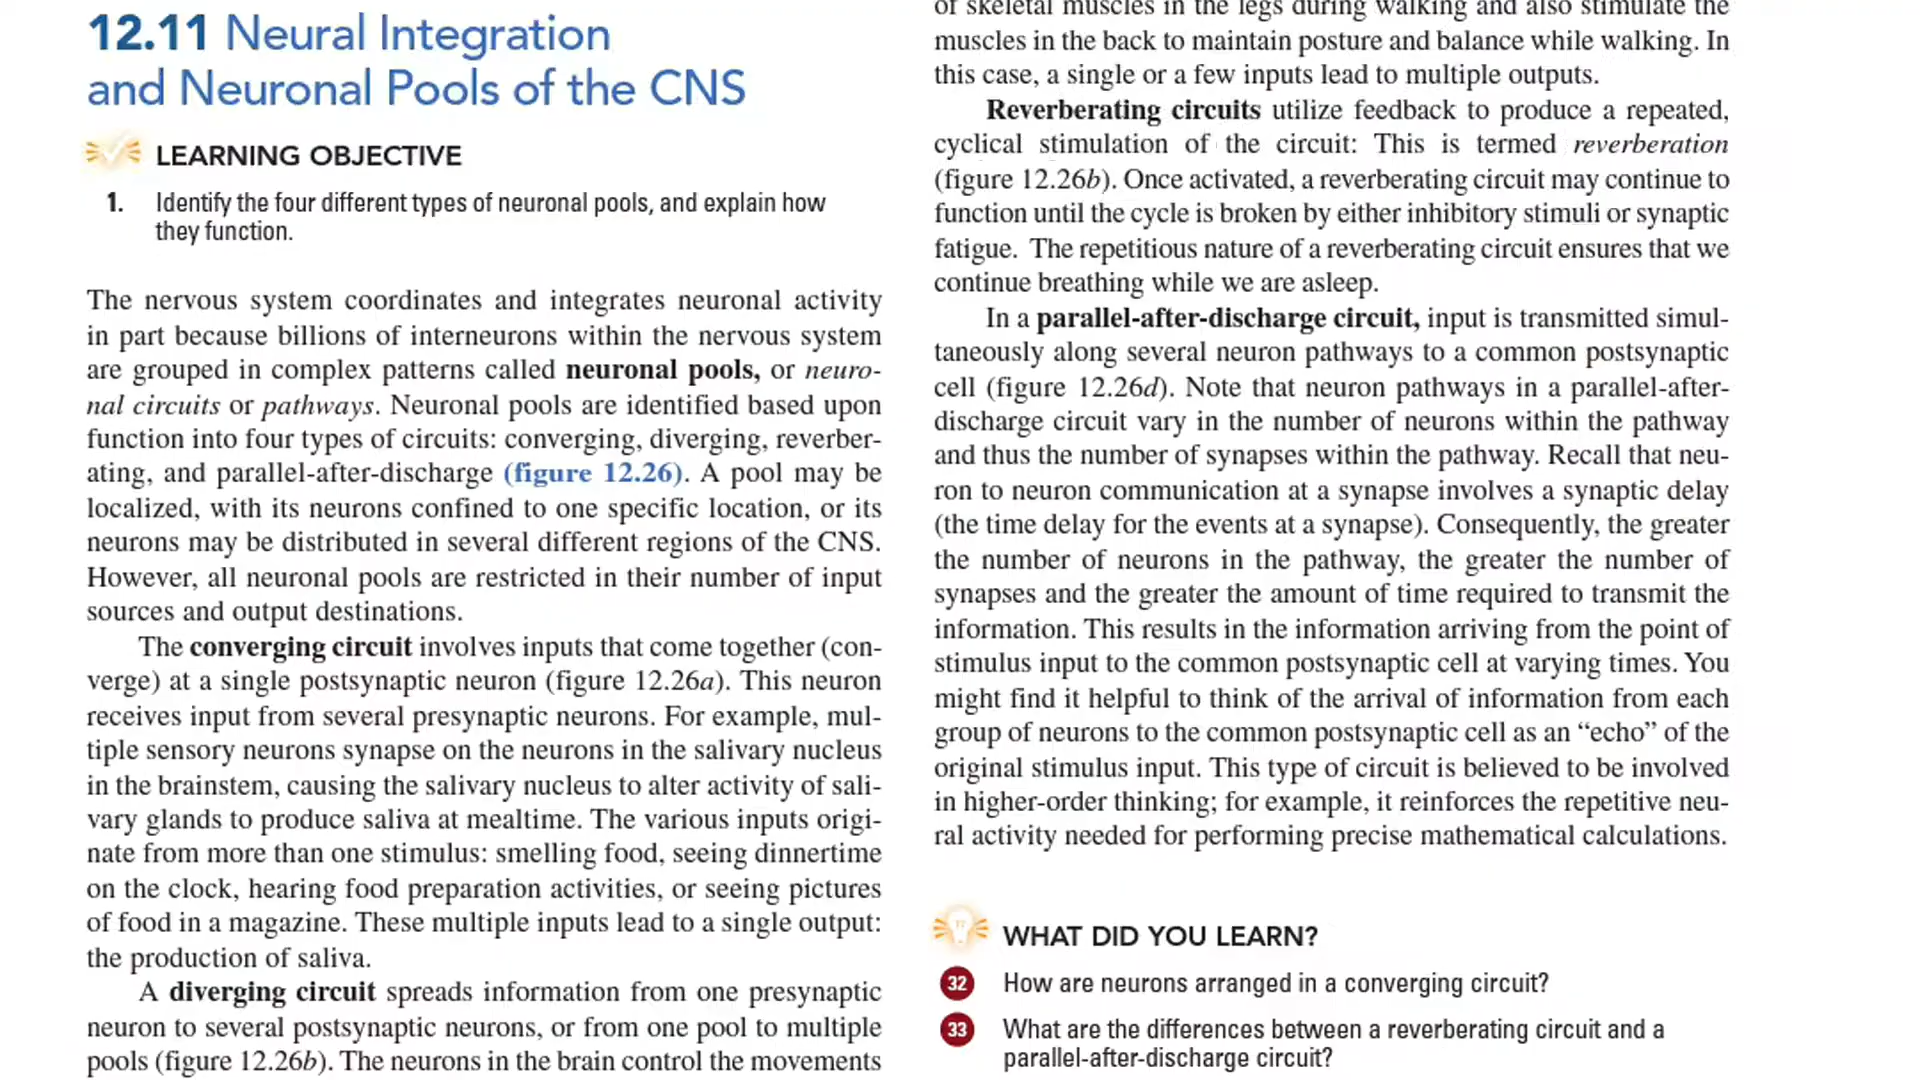 12.11 Neural Integration
and Neuronal Pools of the CNS
LEARNING OBJECTIVE
1. Identify the four different types of neuronal pools, and explain how
they function.
The nervous system coordinates and integrates neuronal activity
in part because billions of interneurons within the nervous system
are grouped in complex patterns called neuronal pools, or neuro-
nal circuits or pathways. Neuronal pools are identified based upon
function into four types of circuits: converging, diverging, reverber-
ating, and parallel-after-discharge (figure 12.26). A pool may be
localized, with its neurons confined to one specific location, or its
neurons may be distributed in several different regions of the CNS.
However, all neuronal pools are restricted in their number of input
sources and output destinations.
The converging circuit involves inputs that come together (con-
verge) at a single postsynaptic neuron (figure 12.26a). This neuron
receives input from several presynaptic neurons. For example, mul-
tiple sensory neurons synapse on the neurons in the salivary nucleus
in the brainstem, causing the salivary nucleus to alter activity of sali-
vary glands to produce saliva at mealtime. The various inputs origi-
nate from more than one stimulus: smelling food, seeing dinnertime
on the clock, hearing food preparation activities, or seeing pictures
of food in a magazine. These multiple inputs lead to a single output:
the production of saliva.
A diverging circuit spreads information from one presynaptic
neuron to several postsynaptic neurons, or from one pool to multiple
pools (figure 12.26b). The neurons in the brain control the movements
of skeletal muscles in the legs during walking and also stimulate the
muscles in the back to maintain posture and balance while walking. In
this case, a single or a few inputs lead to multiple outputs.
Reverberating circuits utilize feedback to produce a repeated,
cyclical stimulation of the circuit: This is termed reverberation
(figure 12.26b). Once activated, a reverberating circuit may continue to
function until the cycle is broken by either inhibitory stimuli or synaptic
fatigue. The repetitious nature of a reverberating circuit ensures that we
continue breathing while we are asleep.
In a parallel-after-discharge circuit, input is transmitted simul-
taneously along several neuron pathways to a common postsynaptic
cell (figure 12.26d). Note that neuron pathways in a parallel-after-
discharge circuit vary in the number of neurons within the pathway
and thus the number of synapses within the pathway. Recall that neu-
ron to neuron communication at a synapse involves a synaptic delay
(the time delay for the events at a synapse). Consequently, the greater
the number of neurons in the pathway, the greater the number of
synapses and the greater the amount of time required to transmit the
information. This results in the information arriving from the point of
stimulus input to the common postsynaptic cell at varying times. You
might find it helpful to think of the arrival of information from each
group of neurons to the common postsynaptic cell as an “echo” of the
original stimulus input. This type of circuit is believed to be involved
in higher-order thinking; for example, it reinforces the repetitive neu-
ral activity needed for performing precise mathematical calculations.
WHAT DID YOU LEARN?
32 How are neurons arranged in a converging circuit?
33 What are the differences between a reverberating circuit and a
parallel-after-discharge circuit?